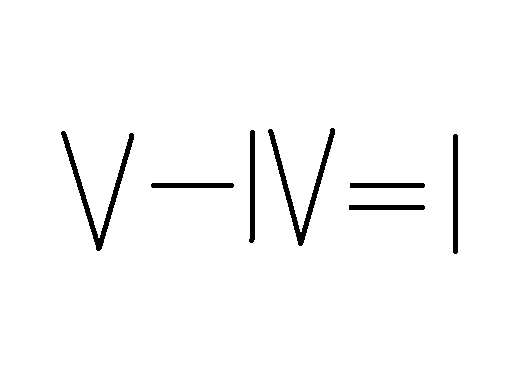 V - IV = I